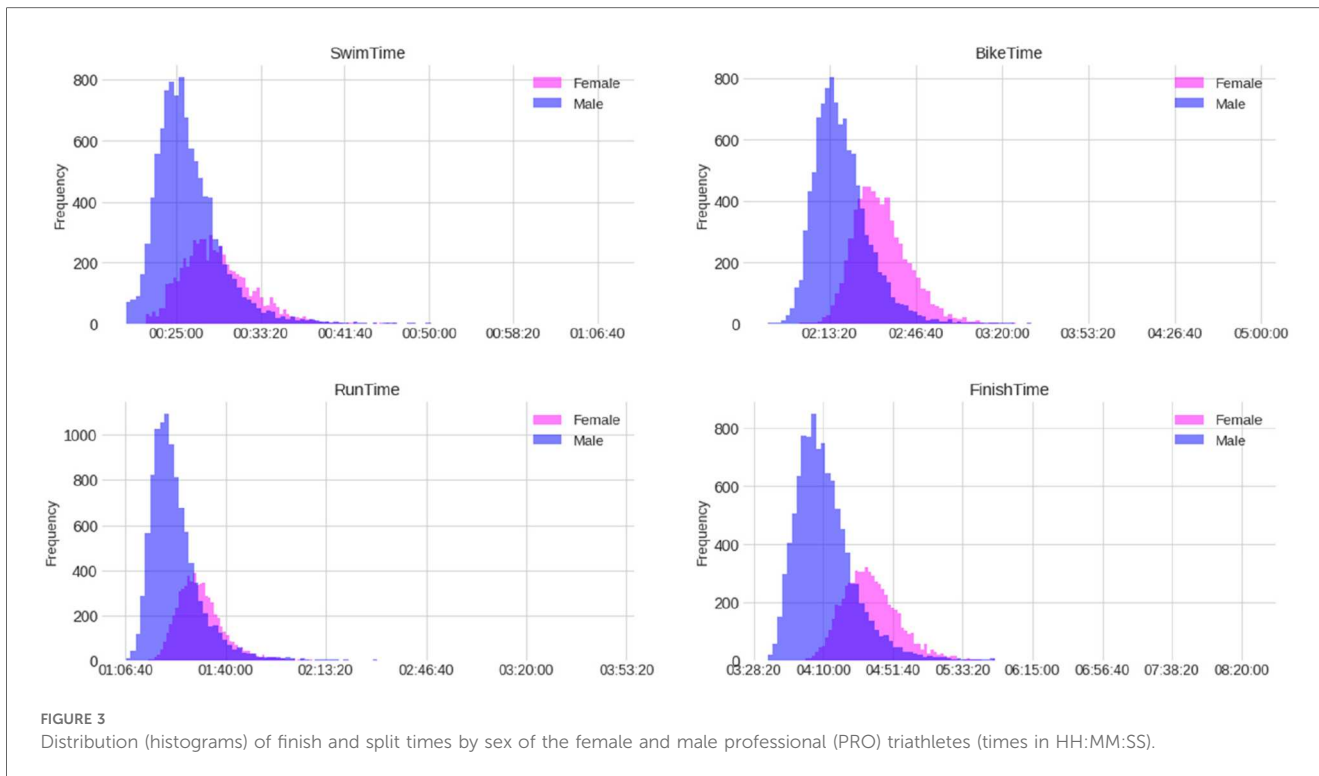 SwimTime
800
600
400
200
0
Frequency
00:25:00 00:33:20 00:41:40 00:50:00 00:58:20 01:06:40
Female
Male
BikeTime
800
600
400
200
0
Frequency
02:13:20 02:46:40 03:20:00 03:53:20 04:26:40 05:00:00
Female
Male
RunTime
1000
800
600
400
200
0
Frequency
01:06:40 01:40:00 02:13:20 02:46:40 03:20:00 03:53:20
Female
Male
FinishTime
800
600
400
200
0
Frequency
03:28:20 04:10:00 04:51:40 05:33:20 06:15:00 06:56:40 07:38:20 08:20:00
Female
Male
FIGURE 3
Distribution (histograms) of finish and split times by sex of the female and male professional (PRO) triathletes (times in HH:MM:SS).